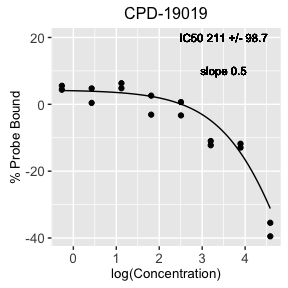 CPD-19019
IC50 211 +/- 98.7
slope 0.5
% Probe Bound
20
0
-20
-40
0 1 2 3 4
log(Concentration)